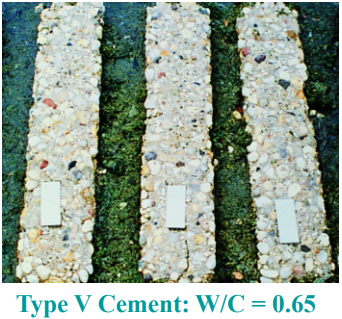 Type V Cement: W/C = 0.65